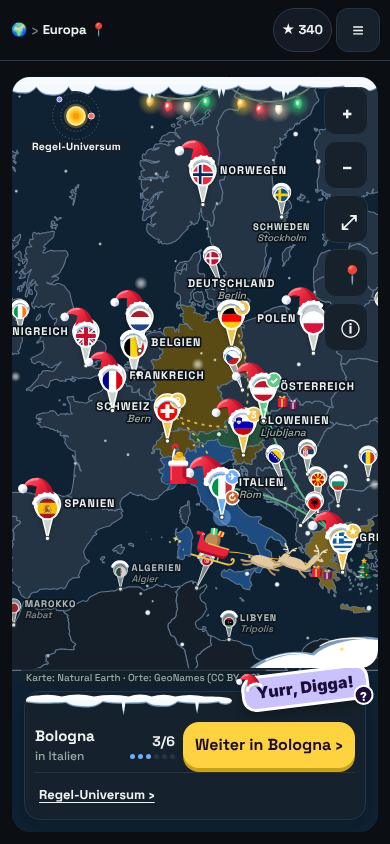 > Europa
★ 340
≡
+
Regel-Universum
−
NORWEGEN
SCHWEDEN
Stockholm
DEUTSCHLAND
Berlin
POLEN
NIGREICH
BELGIEN
FRANKREICH
ÖSTERREICH
SCHWEIZ
Bern
SLOWENIEN
Ljubljana
ITALIEN
Rom
SPANIEN
GRI
ALGERIEN
Algier
MAROKKO
Rabat
LIBYEN
Tripolis
Karte: Natural Earth · Orte: GeoNames (CC BY
Yurr, Digga!
?
Bologna
in Italien
3/6
Weiter in Bologna >
Regel-Universum >